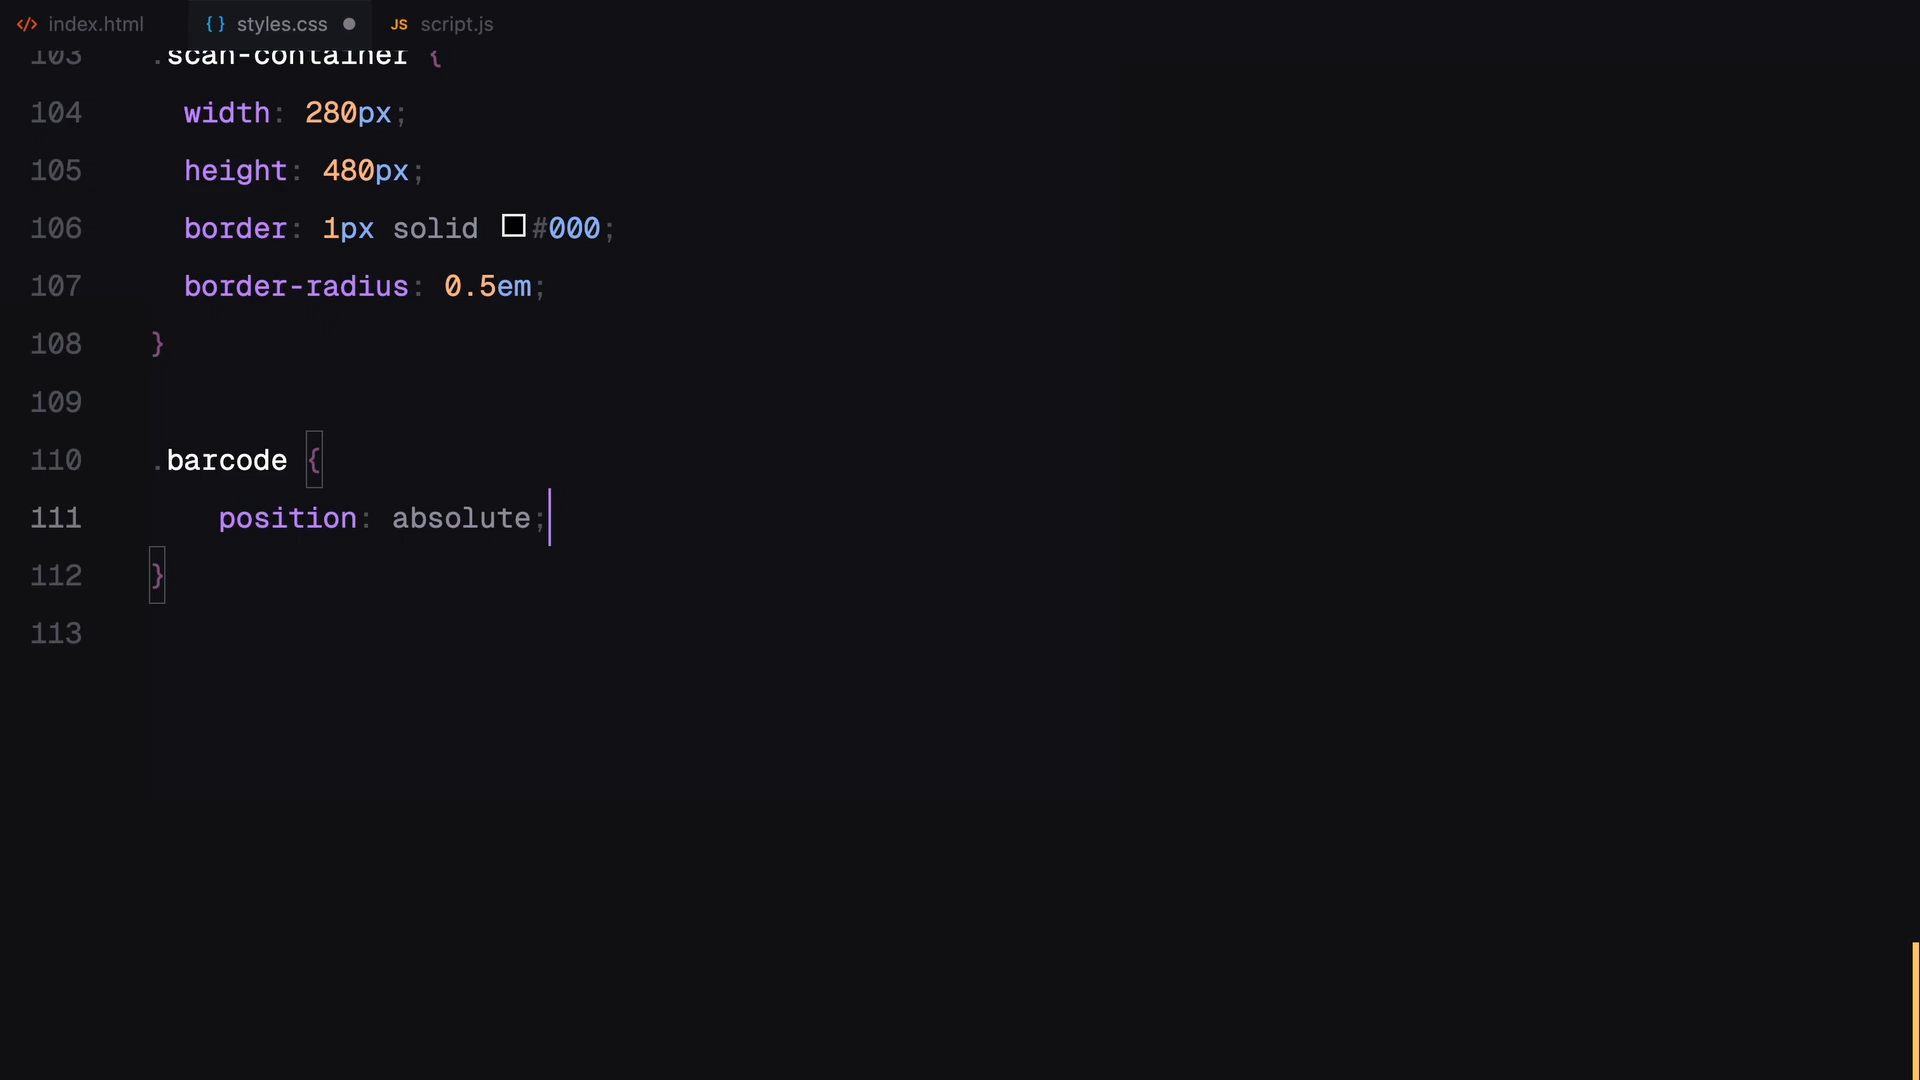 </> index.html {} styles.css JS script.js
103 .scan-container {
104 width: 280px;
105 height: 480px;
106 border: 1px solid #000;
107 border-radius: 0.5em;
108 }
109
110 .barcode {
111 position: absolute;
112 }
113